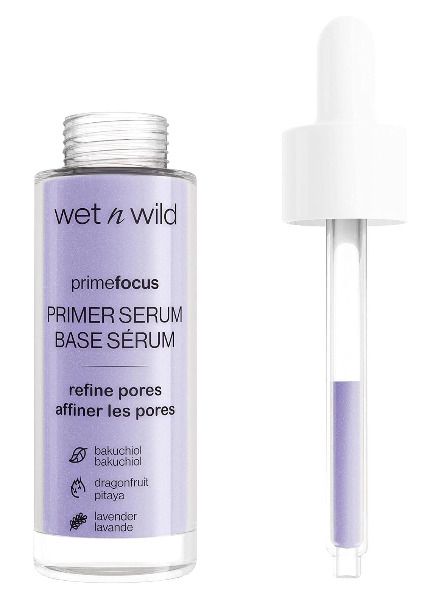 wet n wild
primefocus
PRIMER SERUM
BASE SÉRUM
refine pores
affiner les pores
bakuchiol
bakuchiol
dragonfruit
pitaya
lavender
lavande